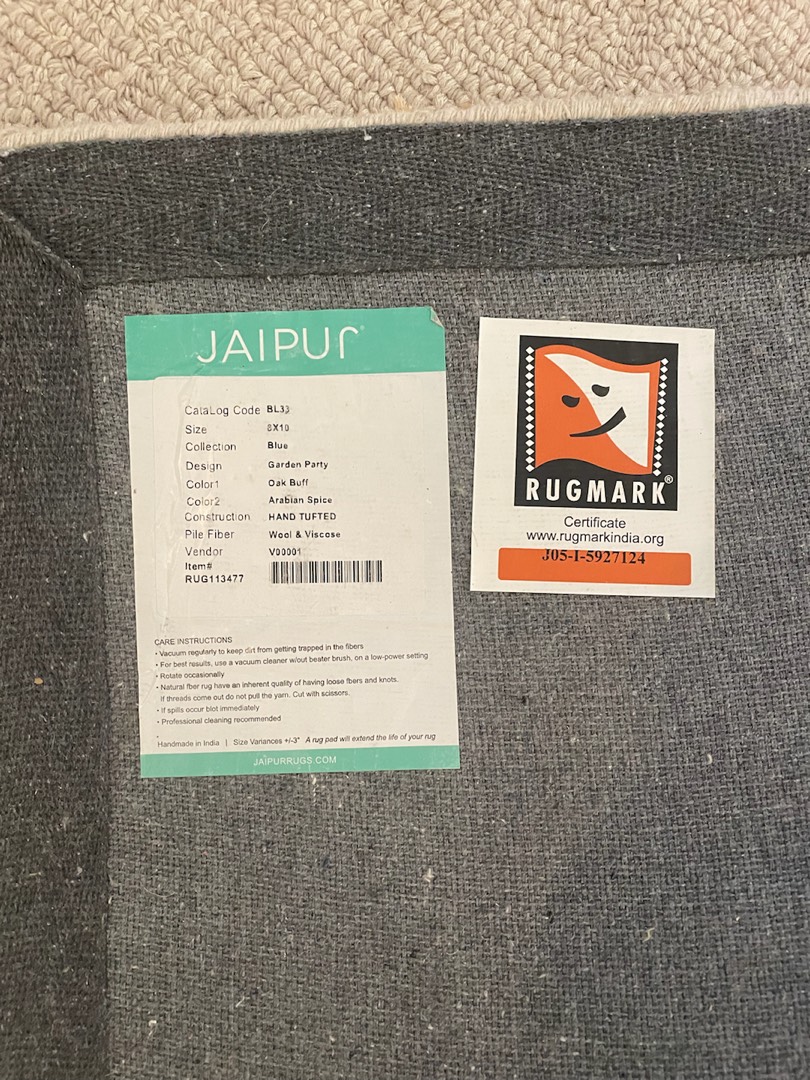 JAIPUR
CataLog Code BL33
Size 8X10
Collection Blue
Design Garden Party
Color1 Oak Buff
Color2 Arabian Spice
Construction HAND TUFTED
Pile Fiber Wool & Viscose
Vendor V00001
Item#
RUG113477
CARE INSTRUCTIONS
• Vacuum regularly to keep dirt from getting trapped in the fibers
• For best results, use a vacuum cleaner w/out beater brush, on a low-power setting
• Rotate occasionally
• Natural fber rug have an inherent quality of having loose fbers and knots.
If threads come out do not pull the yarn. Cut with scissors.
• If spills occur blot immediately
• Professional cleaning recommended
•
Handmade in India | Size Variances +/-3" A rug pad will extend the life of your rug
JAIPURRUGS.COM
RUGMARK®
Certificate
www.rugmarkindia.org
J05-I-5927124